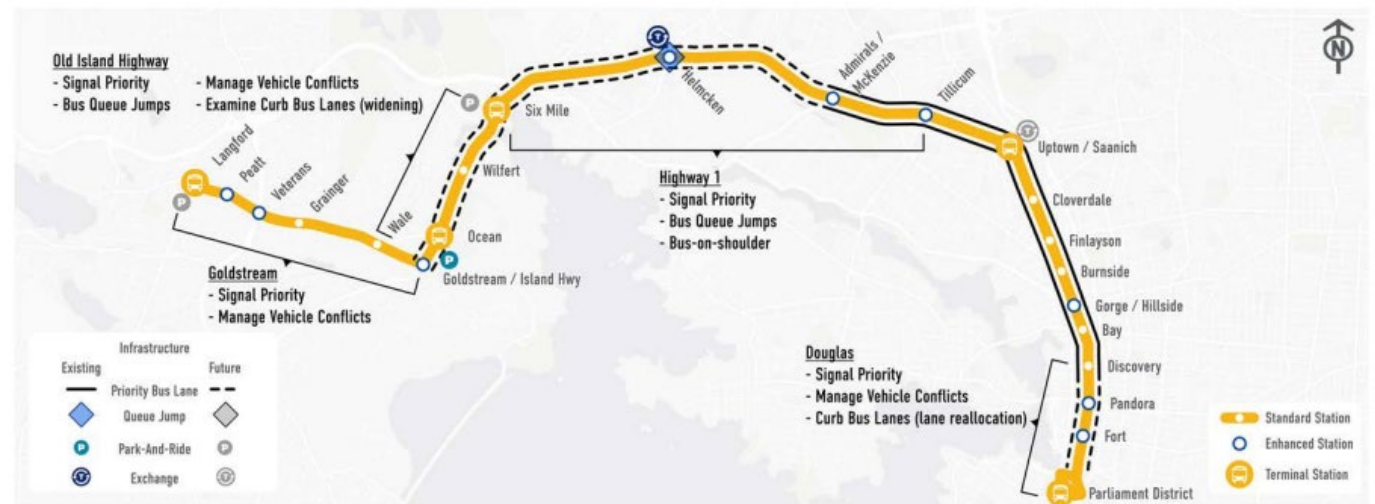 Old Island Highway
- Signal Priority
- Bus Queue Jumps
- Manage Vehicle Conflicts
- Examine Curb Bus Lanes (widening)
N
Langford
Peatt
Veterans
Grainger
Wale
Goldstream / Island Hwy
Ocean
Wilfert
Six Mile
Helmcken
Admirals /
McKenzie
Tillicum
Uptown / Saanich
Cloverdale
Finlayson
Burnside
Gorge / Hillside
Bay
Discovery
Pandora
Fort
Parliament District
P
P
P
T
T
Goldstream
- Signal Priority
- Manage Vehicle Conflicts
Highway 1
- Signal Priority
- Bus Queue Jumps
- Bus-on-shoulder
Douglas
- Signal Priority
- Manage Vehicle Conflicts
- Curb Bus Lanes (lane reallocation)
Infrastructure
Existing Future
Priority Bus Lane
Queue Jump
P Park-And-Ride P
T Exchange T
Standard Station
Enhanced Station
Terminal Station